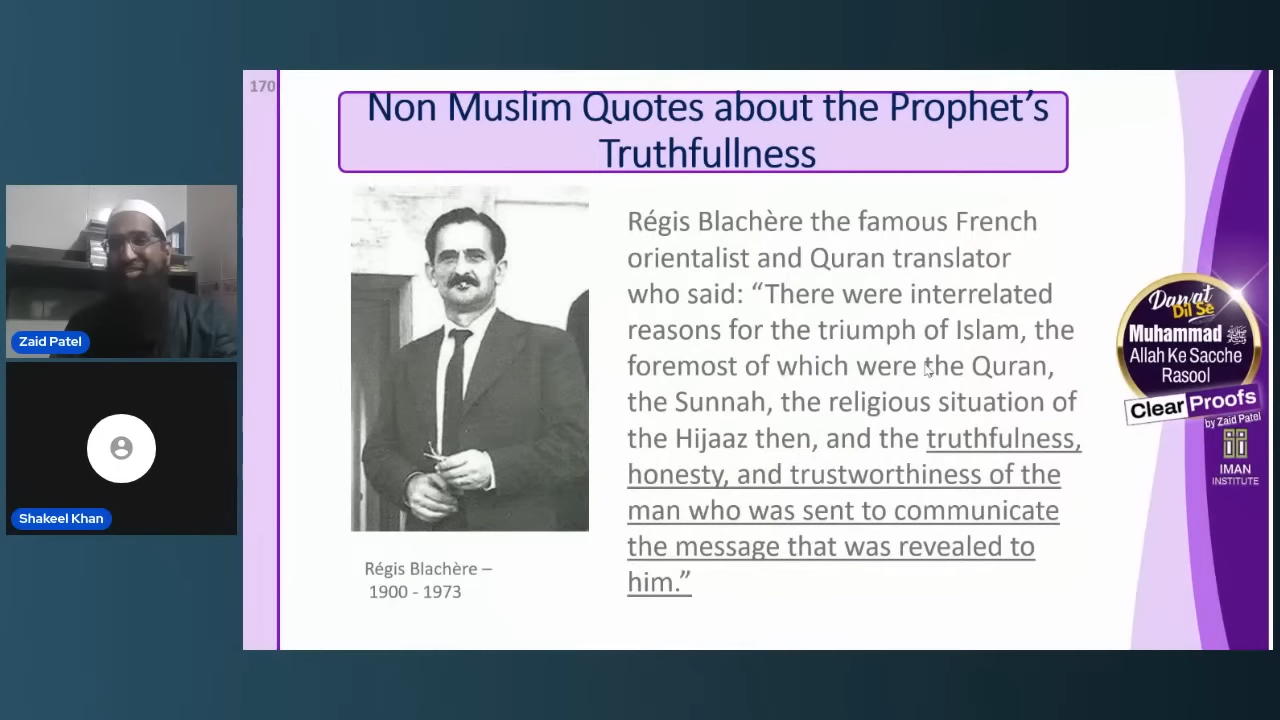 170
Non Muslim Quotes about the Prophet's
Truthfullness
Régis Blachère the famous French
orientalist and Quran translator
who said: “There were interrelated
reasons for the triumph of Islam, the
foremost of which were the Quran,
the Sunnah, the religious situation of
the Hijaaz then, and the truthfulness,
honesty, and trustworthiness of the
man who was sent to communicate
the message that was revealed to
him.”
Régis Blachère –
1900 - 1973
Zaid Patel
Shakeel Khan
Dawat
Dil Se
Muhammad ﷺ
Allah Ke Sacche
Rasool
Clear Proofs
by Zaid Patel
IMAN
INSTITUTE